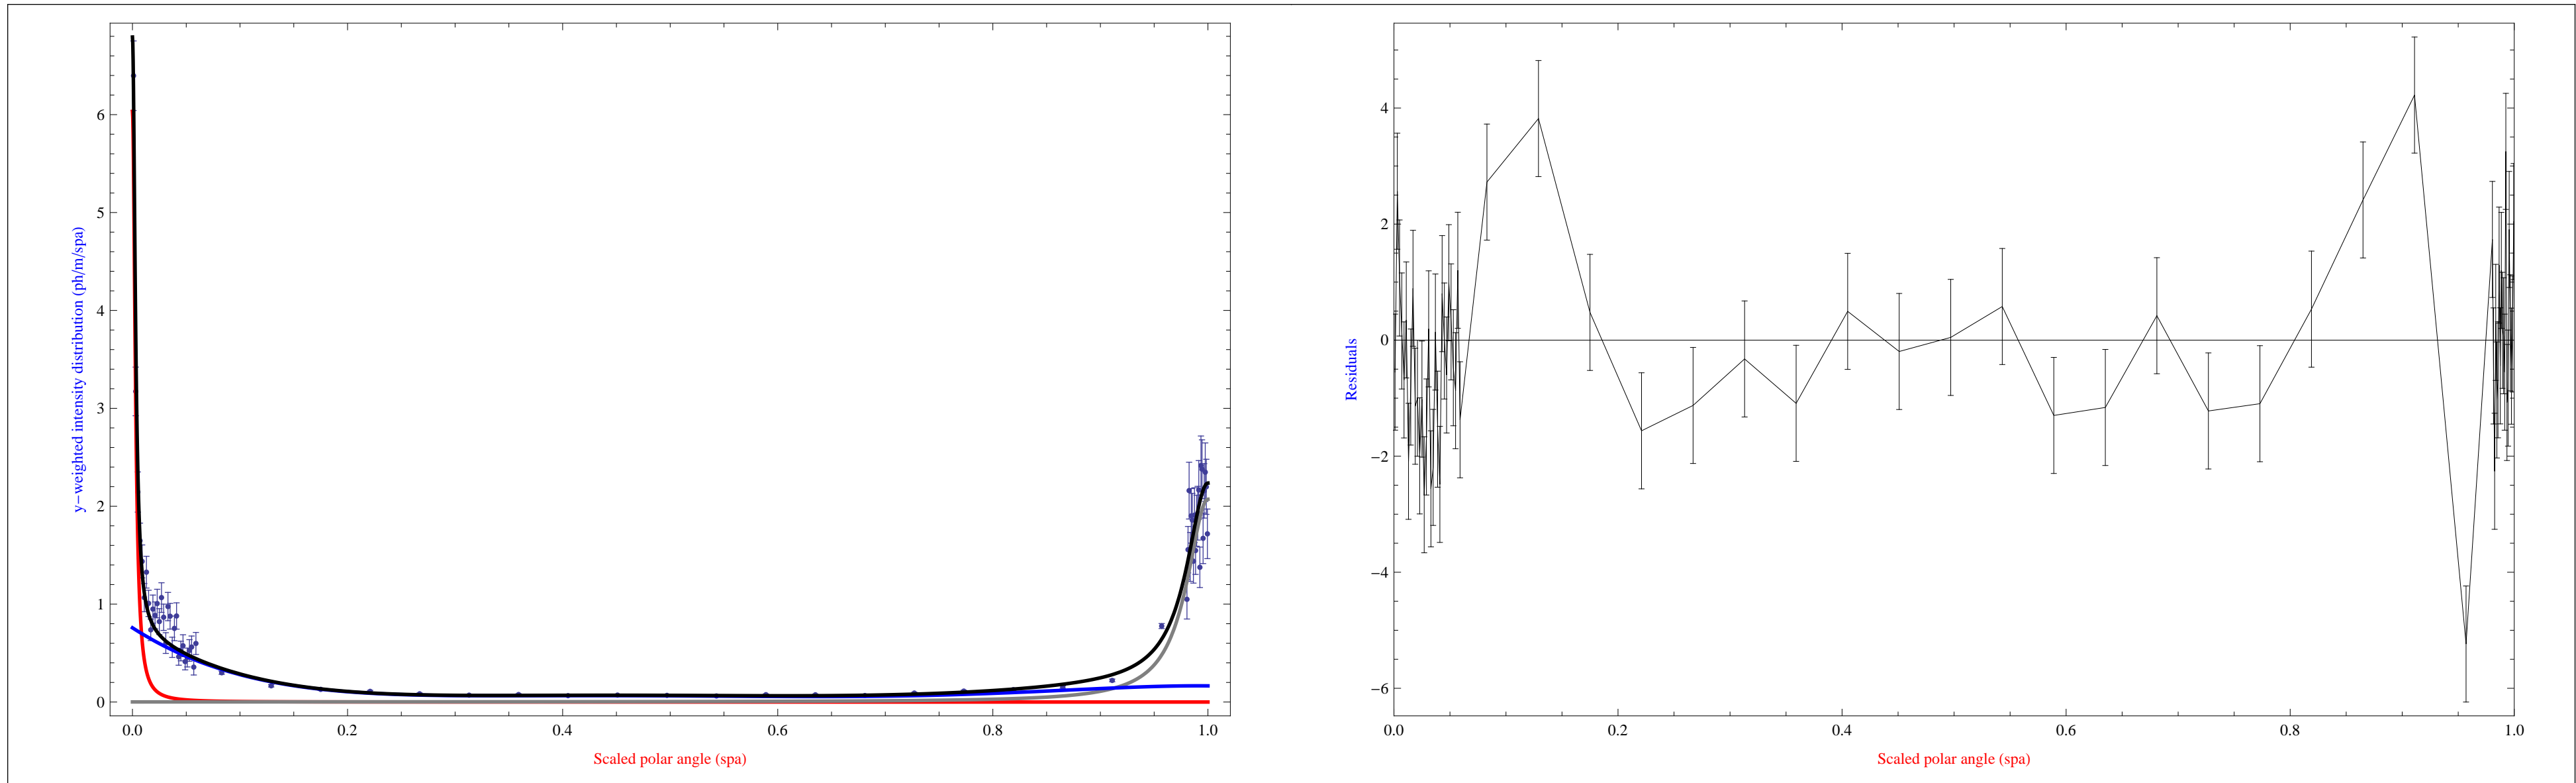 y−weighted intensity distribution (ph/m/spa)
6
5
4
3
2
1
0
0.0 0.2 0.4 0.6 0.8 1.0
Scaled polar angle (spa)
Residuals
4
2
0
−2
−4
−6
0.0 0.2 0.4 0.6 0.8 1.0
Scaled polar angle (spa)